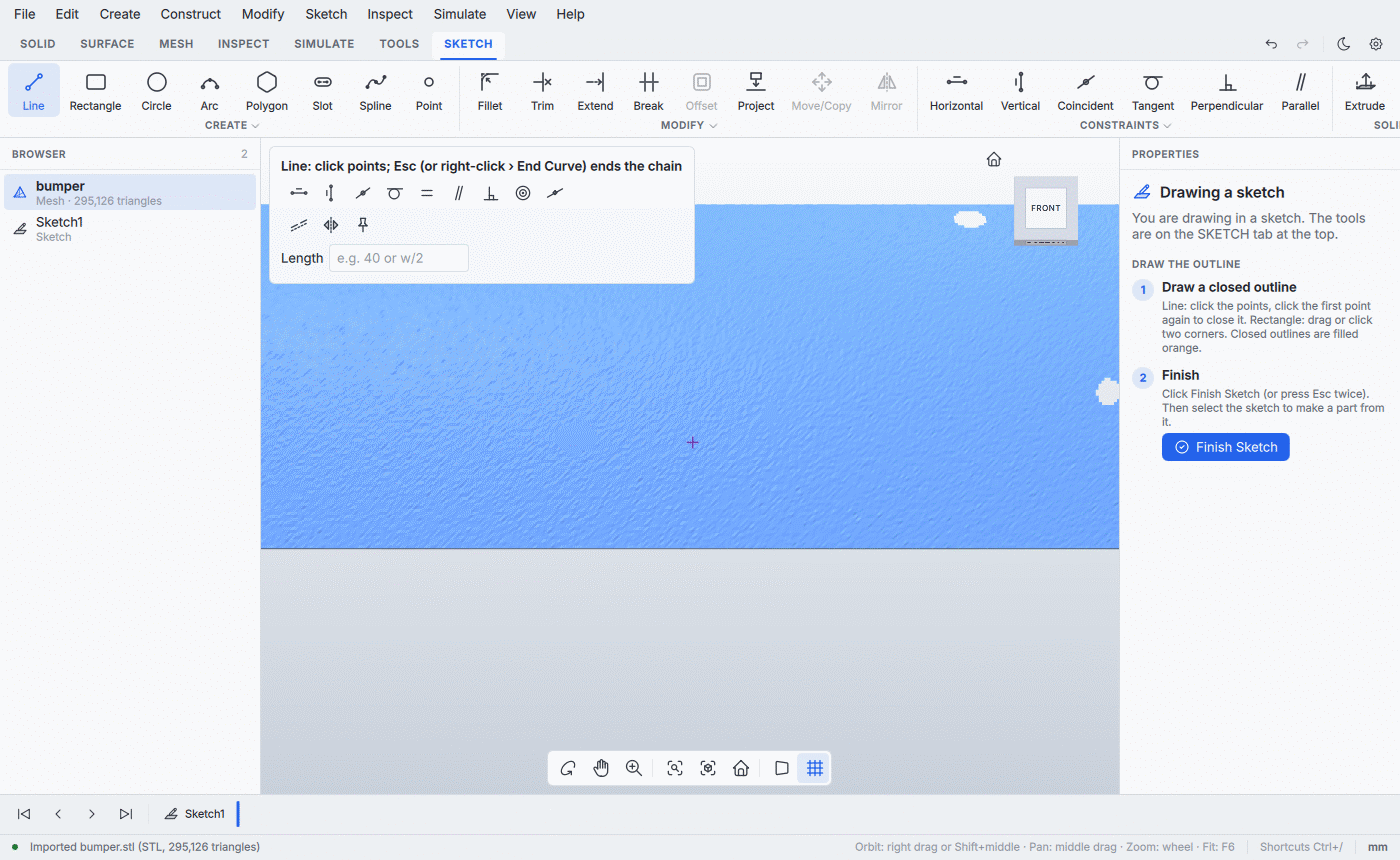 File Edit Create Construct Modify Sketch Inspect Simulate View Help
SOLID SURFACE MESH INSPECT SIMULATE TOOLS SKETCH
Line Rectangle Circle Arc Polygon Slot Spline Point Fillet Trim Extend Break Offset Project Move/Copy Mirror Horizontal Vertical Coincident Tangent Perpendicular Parallel Extrude
CREATE MODIFY CONSTRAINTS
BROWSER 2
bumper
Mesh · 295,126 triangles
Sketch1
Sketch
Line: click points; Esc (or right-click › End Curve) ends the chain
Length e.g. 40 or w/2
FRONT
PROPERTIES
Drawing a sketch
You are drawing in a sketch. The tools
are on the SKETCH tab at the top.
DRAW THE OUTLINE
1 Draw a closed outline
Line: click the points, click the first point
again to close it. Rectangle: drag or click
two corners. Closed outlines are filled
orange.
2 Finish
Click Finish Sketch (or press Esc twice).
Then select the sketch to make a part from
it.
Finish Sketch
Sketch1
Imported bumper.stl (STL, 295,126 triangles)
Orbit: right drag or Shift+middle · Pan: middle drag · Zoom: wheel · Fit: F6 Shortcuts Ctrl+/ mm